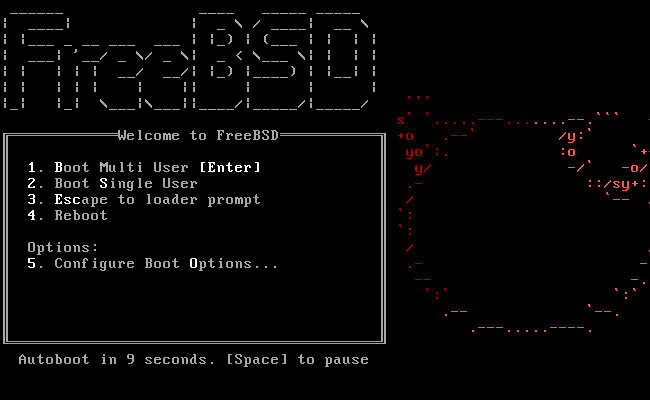 FreeBSD
Welcome to FreeBSD
1. Boot Multi User [Enter]
2. Boot Single User
3. Escape to loader prompt
4. Reboot
Options:
5. Configure Boot Options...
Autoboot in 9 seconds. [Space] to pause